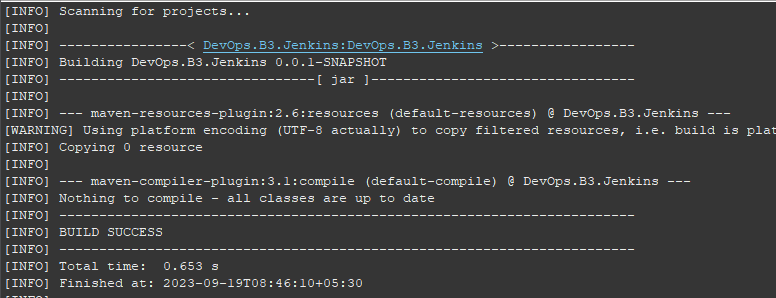 [INFO] Scanning for projects...
[INFO]
[INFO] ----------------< DevOps.B3.Jenkins:DevOps.B3.Jenkins >----------------
[INFO] Building DevOps.B3.Jenkins 0.0.1-SNAPSHOT
[INFO] --------------------------------[ jar ]---------------------------------
[INFO]
[INFO] --- maven-resources-plugin:2.6:resources (default-resources) @ DevOps.B3.Jenkins ---
[WARNING] Using platform encoding (UTF-8 actually) to copy filtered resources, i.e. build is plat
[INFO] Copying 0 resource
[INFO]
[INFO] --- maven-compiler-plugin:3.1:compile (default-compile) @ DevOps.B3.Jenkins ---
[INFO] Nothing to compile - all classes are up to date
[INFO] ------------------------------------------------------------------------
[INFO] BUILD SUCCESS
[INFO] ------------------------------------------------------------------------
[INFO] Total time:  0.653 s
[INFO] Finished at: 2023-09-19T08:46:10+05:30